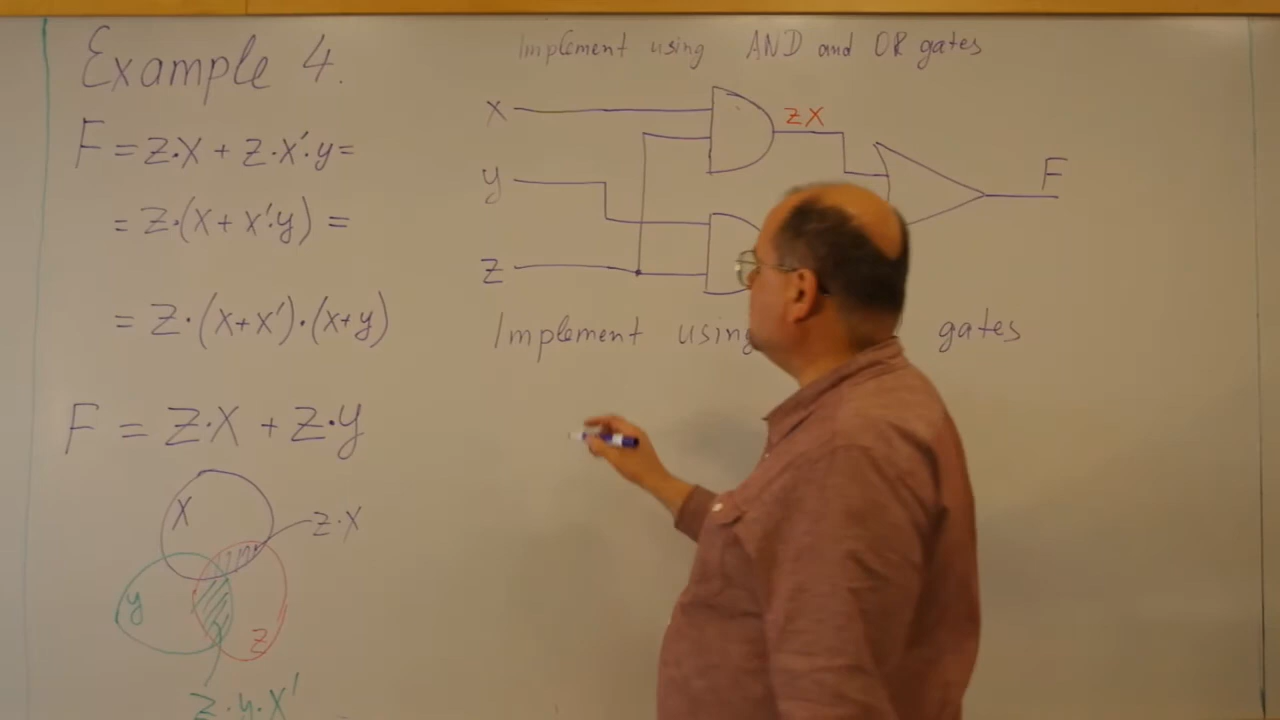 Example 4.
F = Z·X + Z·X'·y =
= Z·(X + X'·y) =
= Z·(X+X')·(X+y)
F = Z·X + Z·y
X
Z·X
y
Z
Z·y·X'
Implement using AND and OR gates
X
ZX
y
F
Z
Implement using gates